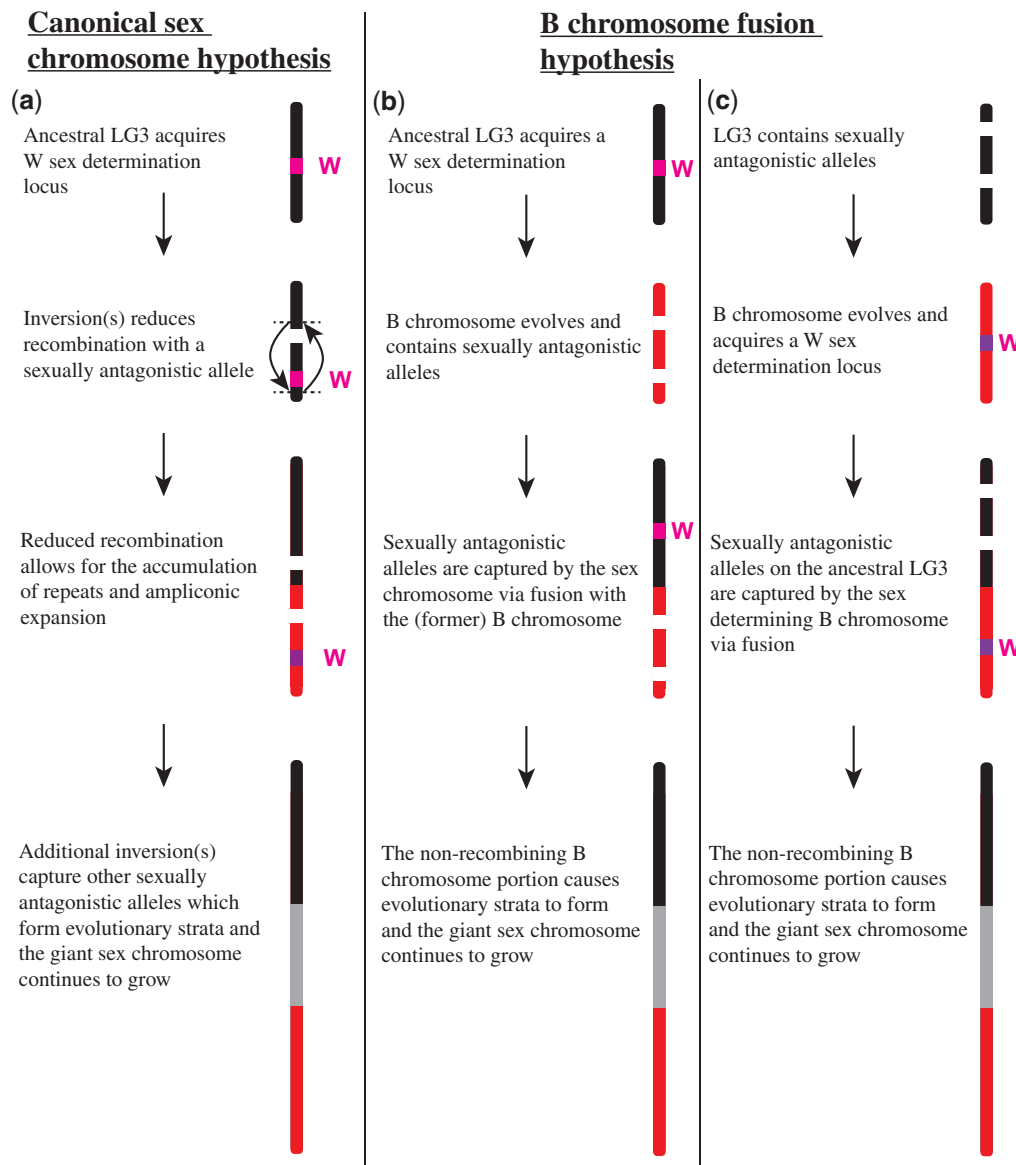 Canonical sex
chromosome hypothesis
B chromosome fusion
hypothesis
(a)
Ancestral LG3 acquires
W sex determination
locus
W
Inversion(s) reduces
recombination with a
sexually antagonistic allele
W
Reduced recombination
allows for the accumulation
of repeats and ampliconic
expansion
W
Additional inversion(s)
capture other sexually
antagonistic alleles which
form evolutionary strata and
the giant sex chromosome
continues to grow
(b)
Ancestral LG3 acquires a
W sex determination
locus
W
B chromosome evolves and
contains sexually antagonistic
alleles
Sexually antagonistic
alleles are captured by the sex
chromosome via fusion with
the (former) B chromosome
W
The non-recombining B
chromosome portion causes
evolutionary strata to form
and the giant sex chromosome
continues to grow
(c)
LG3 contains sexually
antagonistic alleles
B chromosome evolves and
acquires a W sex
determination locus
W
Sexually antagonistic
alleles on the ancestral LG3
are captured by the sex
determining B chromosome
via fusion
W
The non-recombining B
chromosome portion causes
evolutionary strata to form
and the giant sex chromosome
continues to grow